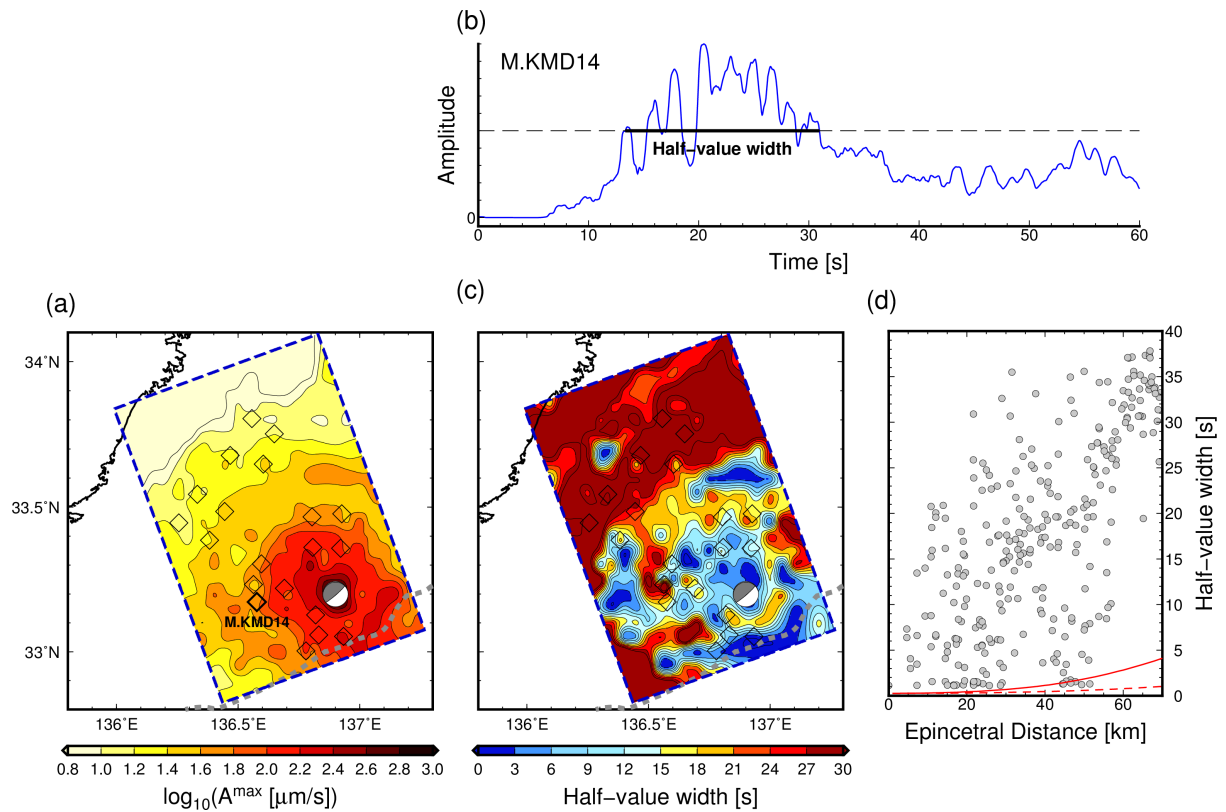 (b)
M.KMD14
Amplitude
Half-value width
0
0 10 20 30 40 50 60
Time [s]
(a)
34°N
33.5°N
33°N
M.KMD14
136°E 136.5°E 137°E
0.8 1.0 1.2 1.4 1.6 1.8 2.0 2.2 2.4 2.6 2.8 3.0
log₁₀(Aᵐᵃˣ [μm/s])
(c)
136°E 136.5°E 137°E
0 3 6 9 12 15 18 21 24 27 30
Half-value width [s]
(d)
40
35
30
25
20
15
10
5
0
Half-value width [s]
0 10 20 30 40 50 60
Epincetral Distance [km]